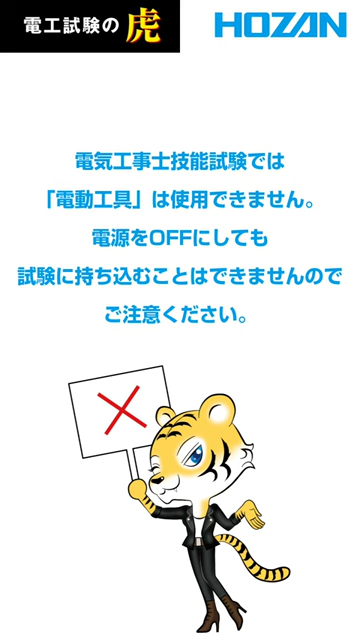 電工試験の虎
HOZAN
電気工事士技能試験では
「電動工具」は使用できません。
電源をOFFにしても
試験に持ち込むことはできませんので
ご注意ください。